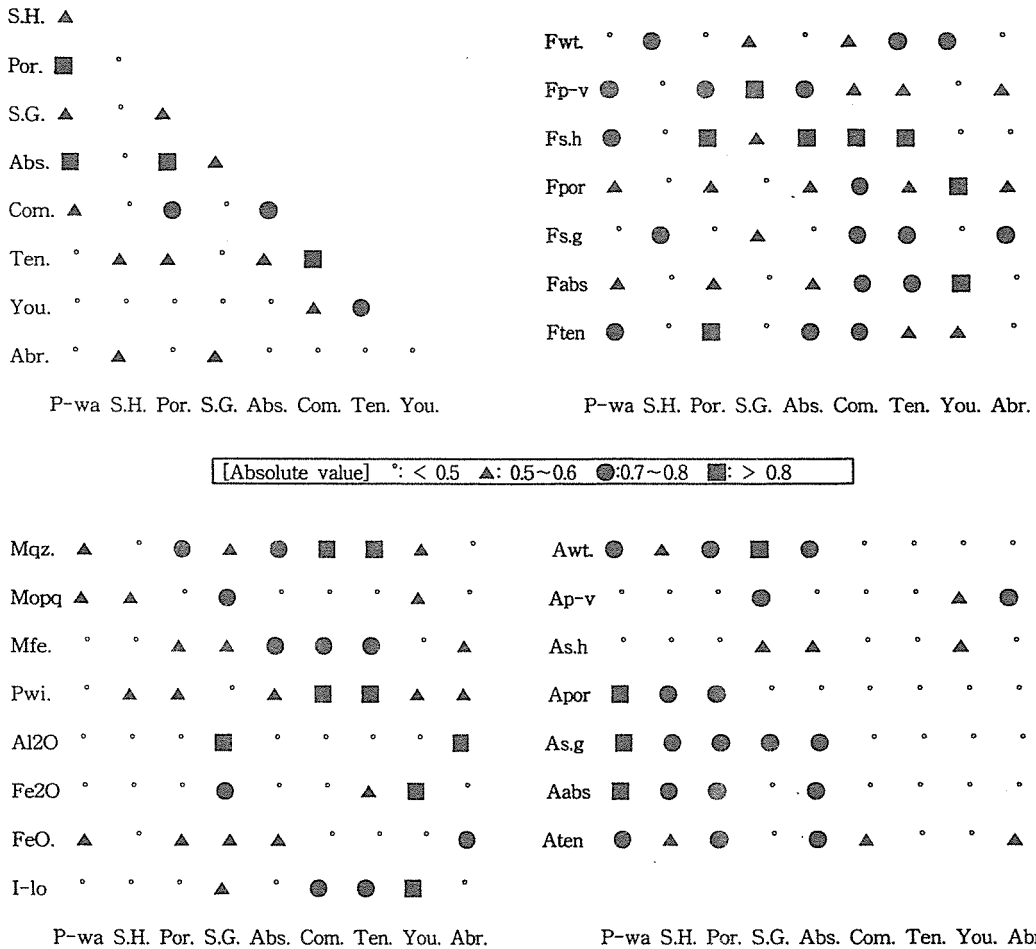 S.H.
Por.
S.G.
Abs.
Com.
Ten.
You.
Abr.
P-wa S.H. Por. S.G. Abs. Com. Ten. You.
Fwt.
Fp-v
Fs.h
Fpor
Fs.g
Fabs
Ften
P-wa S.H. Por. S.G. Abs. Com. Ten. You. Abr.
[Absolute value] °: < 0.5 ▲: 0.5~0.6 ●:0.7~0.8 ■: > 0.8
Mqz.
Mopq
Mfe.
Pwi.
Al2O
Fe2O
FeO.
I-lo
P-wa S.H. Por. S.G. Abs. Com. Ten. You. Abr.
Awt.
Ap-v
As.h
Apor
As.g
Aabs
Aten
P-wa S.H. Por. S.G. Abs. Com. Ten. You. Abr